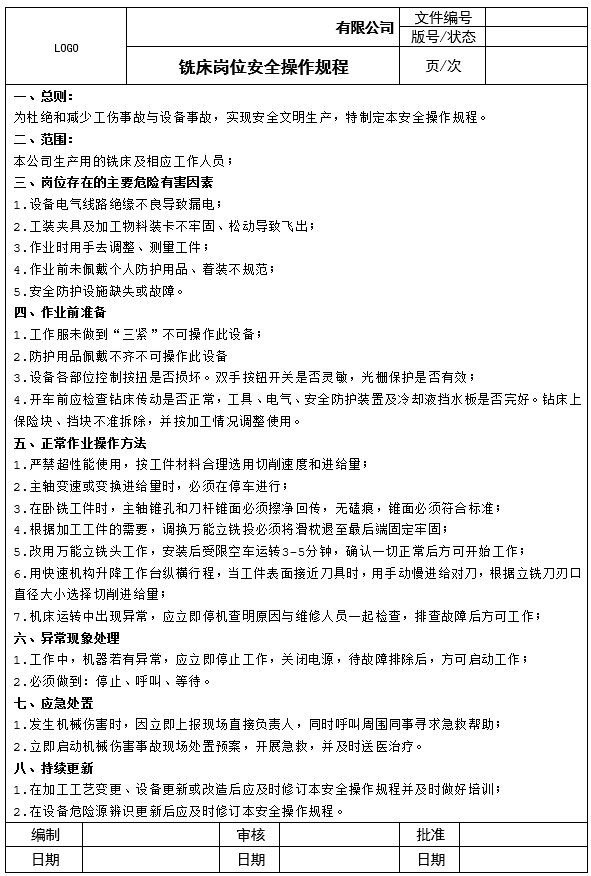 LOGO
有限公司
文件编号
版号/状态
铣床岗位安全操作规程
页/次
一、总则：
为杜绝和减少工伤事故与设备事故，实现安全文明生产，特制定本安全操作规程。
二、范围：
本公司生产用的铣床及相应工作人员；
三、岗位存在的主要危险有害因素
1.设备电气线路绝缘不良导致漏电；
2.工装夹具及加工物料装卡不牢固、松动导致飞出；
3.作业时用手去调整、测量工件；
4.作业前未佩戴个人防护用品、着装不规范；
5.安全防护设施缺失或故障。
四、作业前准备
1.工作服未做到“三紧”不可操作此设备；
2.防护用品佩戴不齐不可操作此设备
3.设备各部位控制按扭是否损坏。双手按钮开关是否灵敏，光栅保护是否有效；
4.开车前应检查钻床传动是否正常，工具、电气、安全防护装置及冷却液挡水板是否完好。钻床上
保险块、挡块不准拆除，并按加工情况调整使用。
五、正常作业操作方法
1.严禁超性能使用，按工件材料合理选用切削速度和进给量；
2.主轴变速或变换进给量时，必须在停车进行；
3.在卧铣工件时，主轴锥孔和刀杆锥面必须擦净回传，无磕痕，锥面必须符合标准；
4.根据加工工件的需要，调换万能立铣投必须将滑枕退至最后端固定牢固；
5.改用万能立铣头工作，安装后受限空车运转3-5分钟，确认一切正常后方可开始工作；
6.用快速机构升降工作台纵横行程，当工件表面接近刀具时，用手动慢进给对刀，根据立铣刀刃口
直径大小选择切削进给量；
7.机床运转中出现异常，应立即停机查明原因与维修人员一起检查，排查故障后方可工作；
六、异常现象处理
1.工作中，机器若有异常，应立即停止工作，关闭电源，待故障排除后，方可启动工作；
2.必须做到：停止、呼叫、等待。
七、应急处置
1.发生机械伤害时，因立即上报现场直接负责人，同时呼叫周围同事寻求急救帮助；
2.立即启动机械伤害事故现场处置预案，开展急救，并及时送医治疗。
八、持续更新
1.在加工工艺变更、设备更新或改造后应及时修订本安全操作规程并及时做好培训；
2.在设备危险源辨识更新后应及时修订本安全操作规程。
编制 审核 批准
日期 日期 日期